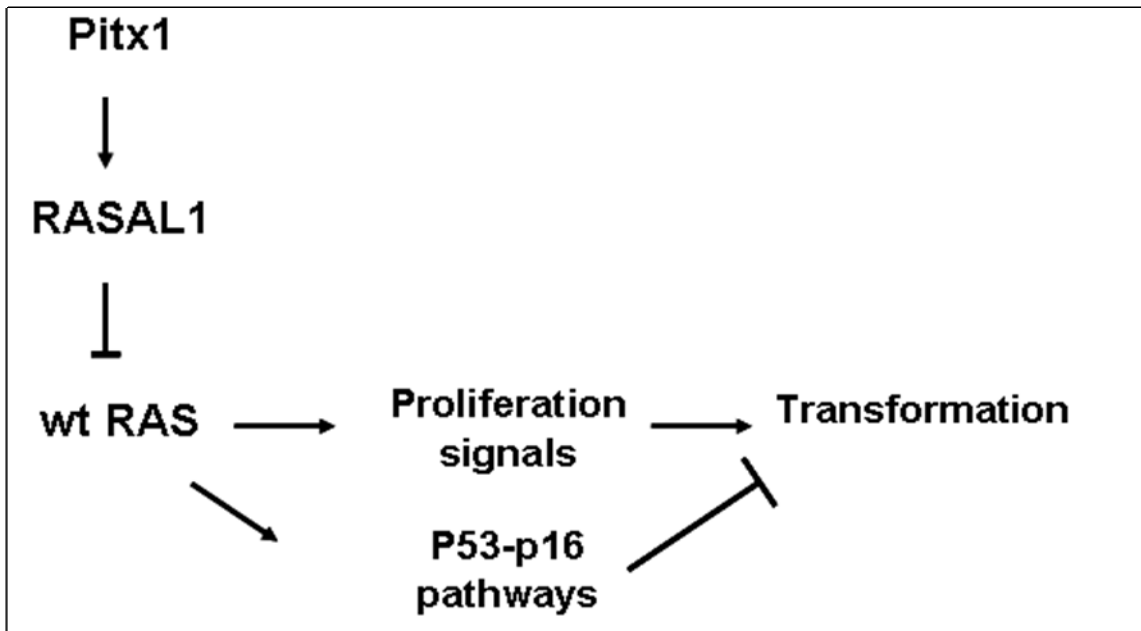 Pitx1
RASAL1
wt RAS
Proliferation
signals
Transformation
P53-p16
pathways